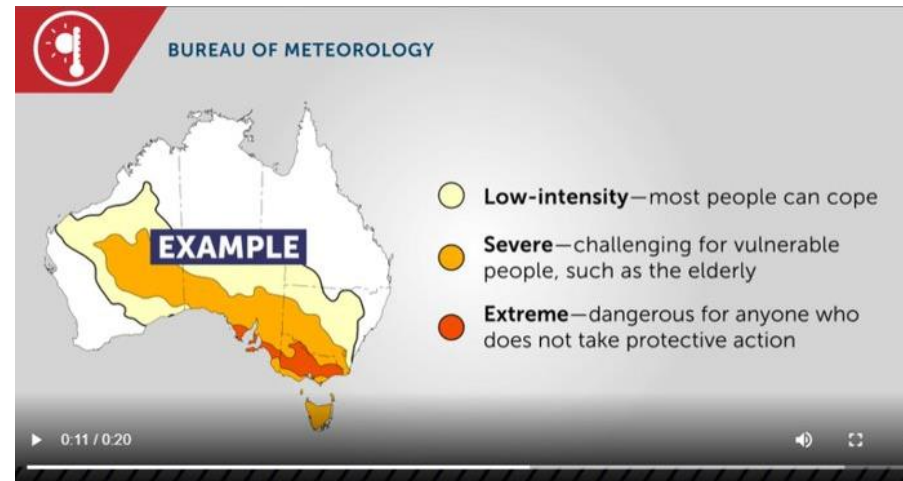 BUREAU OF METEOROLOGY
EXAMPLE
Low-intensity—most people can cope
Severe—challenging for vulnerable
people, such as the elderly
Extreme—dangerous for anyone who
does not take protective action
0:11 / 0:20